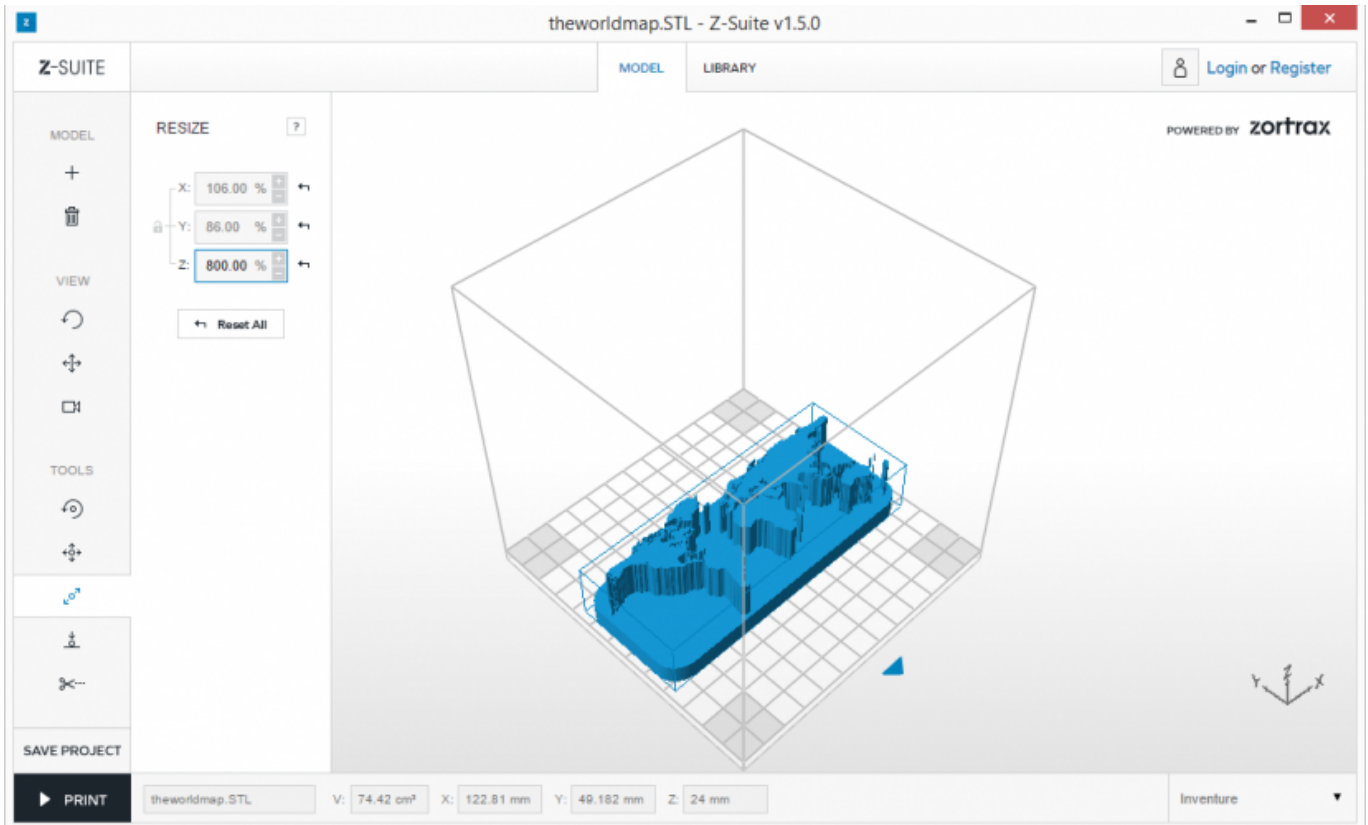 theworldmap.STL - Z-Suite v1.5.0
Z-SUITE
MODEL
LIBRARY
Login or Register
MODEL
VIEW
TOOLS
SAVE PROJECT
PRINT
RESIZE
?
X: 106.00 %
Y: 86.00 %
Z: 800.00 %
Reset All
POWERED BY zortrax
Y Z X
theworldmap.STL V: 74.42 cm³ X: 122.81 mm Y: 49.182 mm Z: 24 mm
Inventure